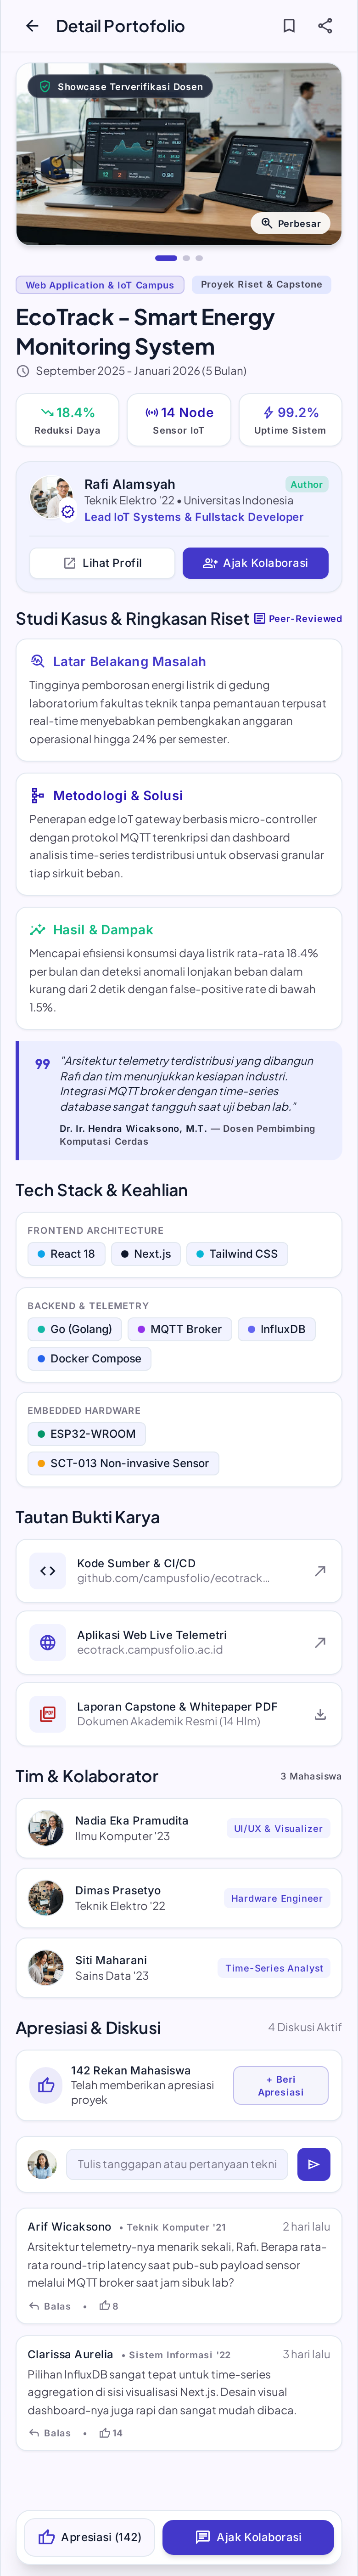 Detail Portofolio
Showcase Terverifikasi Dosen
Perbesar
Web Application & IoT Campus
Proyek Riset & Capstone
EcoTrack - Smart Energy
Monitoring System
September 2025 - Januari 2026 (5 Bulan)
18.4%
Reduksi Daya
14 Node
Sensor IoT
99.2%
Uptime Sistem
Rafi Alamsyah
Author
Teknik Elektro '22 • Universitas Indonesia
Lead IoT Systems & Fullstack Developer
Lihat Profil
Ajak Kolaborasi
Studi Kasus & Ringkasan Riset
Peer-Reviewed
Latar Belakang Masalah
Tingginya pemborosan energi listrik di gedung
laboratorium fakultas teknik tanpa pemantauan terpusat
real-time menyebabkan pembengkakan anggaran
operasional hingga 24% per semester.
Metodologi & Solusi
Penerapan edge IoT gateway berbasis micro-controller
dengan protokol MQTT terenkripsi dan dashboard
analisis time-series terdistribusi untuk observasi granular
tiap sirkuit beban.
Hasil & Dampak
Mencapai efisiensi konsumsi daya listrik rata-rata 18.4%
per bulan dan deteksi anomali lonjakan beban dalam
kurang dari 2 detik dengan false-positive rate di bawah
1.5%.
"Arsitektur telemetry terdistribusi yang dibangun
Rafi dan tim menunjukkan kesiapan industri.
Integrasi MQTT broker dengan time-series
database sangat tangguh saat uji beban lab."
Dr. Ir. Hendra Wicaksono, M.T. — Dosen Pembimbing
Komputasi Cerdas
Tech Stack & Keahlian
FRONTEND ARCHITECTURE
React 18
Next.js
Tailwind CSS
BACKEND & TELEMETRY
Go (Golang)
MQTT Broker
InfluxDB
Docker Compose
EMBEDDED HARDWARE
ESP32-WROOM
SCT-013 Non-invasive Sensor
Tautan Bukti Karya
Kode Sumber & CI/CD
github.com/campusfolio/ecotrack...
Aplikasi Web Live Telemetri
ecotrack.campusfolio.ac.id
PDF
Laporan Capstone & Whitepaper PDF
Dokumen Akademik Resmi (14 Hlm)
Tim & Kolaborator
3 Mahasiswa
Nadia Eka Pramudita
Ilmu Komputer '23
UI/UX & Visualizer
Dimas Prasetyo
Teknik Elektro '22
Hardware Engineer
Siti Maharani
Sains Data '23
Time-Series Analyst
Apresiasi & Diskusi
4 Diskusi Aktif
142 Rekan Mahasiswa
Telah memberikan apresiasi
proyek
+ Beri
Apresiasi
Tulis tanggapan atau pertanyaan tekni
Arif Wicaksono • Teknik Komputer '21
2 hari lalu
Arsitektur telemetry-nya menarik sekali, Rafi. Berapa rata-
rata round-trip latency saat pub-sub payload sensor
melalui MQTT broker saat jam sibuk lab?
Balas • 8
Clarissa Aurelia • Sistem Informasi '22
3 hari lalu
Pilihan InfluxDB sangat tepat untuk time-series
aggregation di sisi visualisasi Next.js. Desain visual
dashboard-nya juga rapi dan sangat mudah dibaca.
Balas • 14
Apresiasi (142)
Ajak Kolaborasi